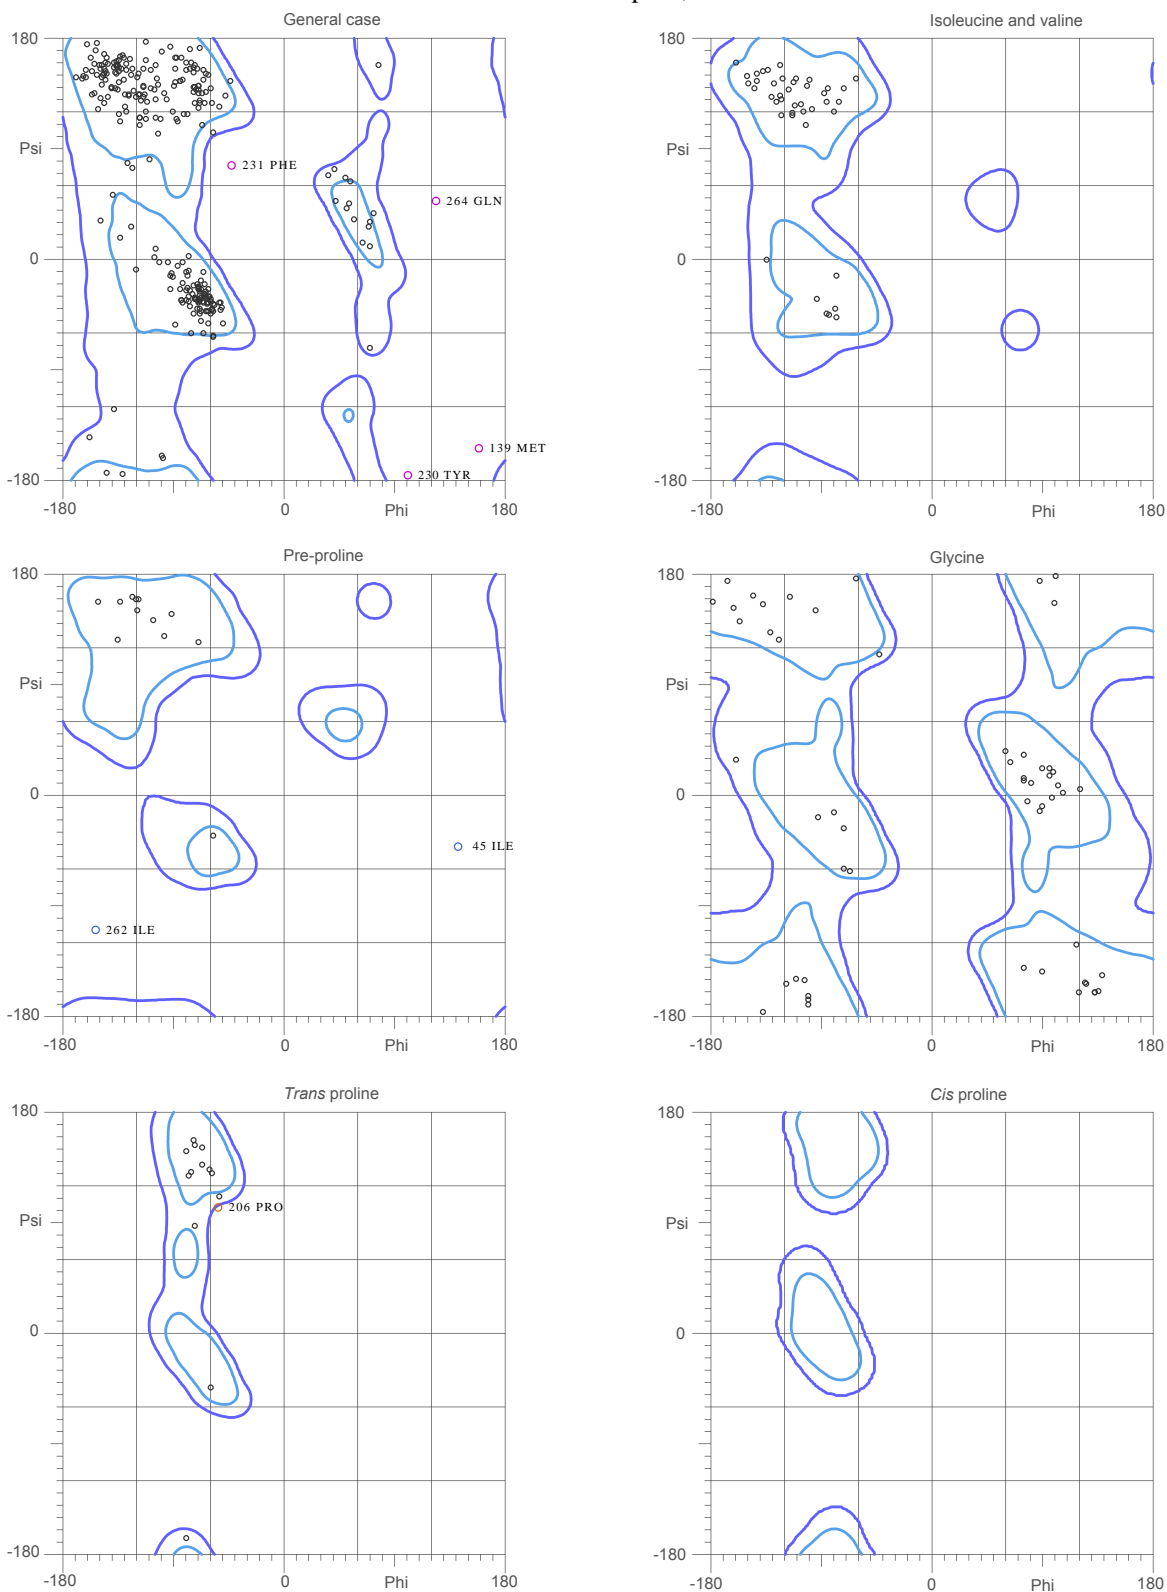 General case
180
Psi
0
-180
-180
0
Phi
180
231 PHE
264 GLN
139 MET
230 TYR
Isoleucine and valine
180
Psi
0
-180
-180
0
Phi
180
Pre-proline
180
Psi
0
-180
-180
0
Phi
180
45 ILE
262 ILE
Glycine
180
Psi
0
-180
-180
0
Phi
180
Trans proline
180
Psi
0
-180
-180
0
Phi
180
206 PRO
Cis proline
180
Psi
0
-180
-180
0
Phi
180